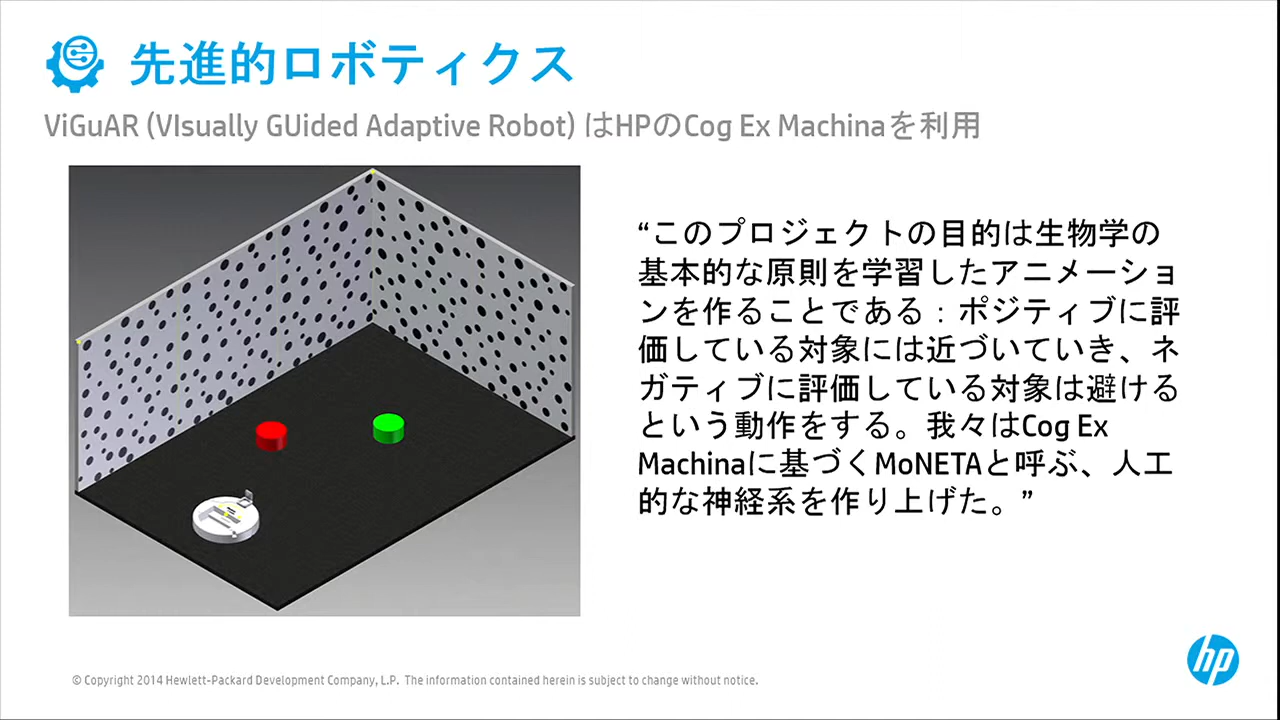 先進的ロボティクス
ViGuAR (VIsually GUided Adaptive Robot) はHPのCog Ex Machinaを利用
“このプロジェクトの目的は生物学の
基本的な原則を学習したアニメーショ
ンを作ることである：ポジティブに評
価している対象には近づいていき、ネ
ガティブに評価している対象は避ける
という動作をする。我々はCog Ex
Machinaに基づくMoNETAと呼ぶ、人工
的な神経系を作り上げた。”
© Copyright 2014 Hewlett-Packard Development Company, L.P. The information contained herein is subject to change without notice.
hp